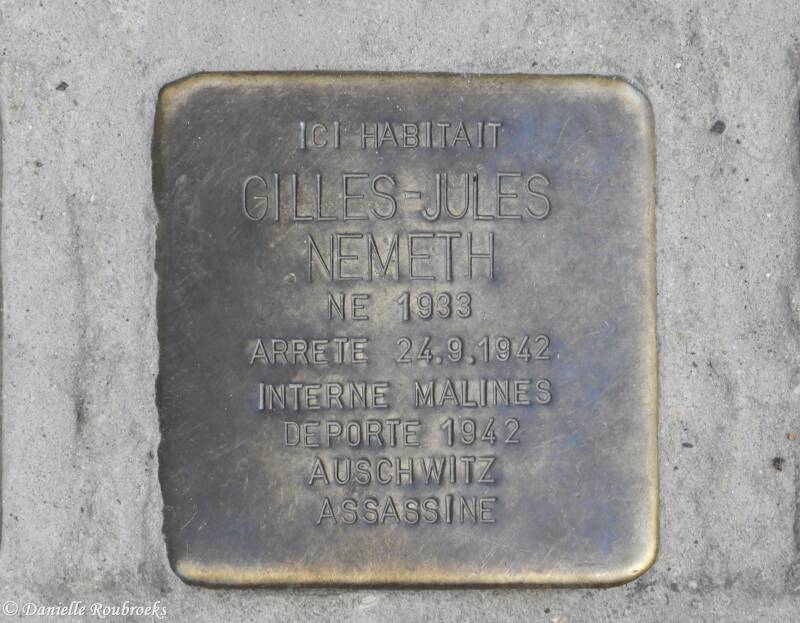 ICI HABITAIT
GILLES-JULES
NEMETH
NE 1933
ARRETE 24.9.1942
INTERNE MALINES
DEPORTE 1942
AUSCHWITZ
ASSASSINE
© Danielle Roubroeks